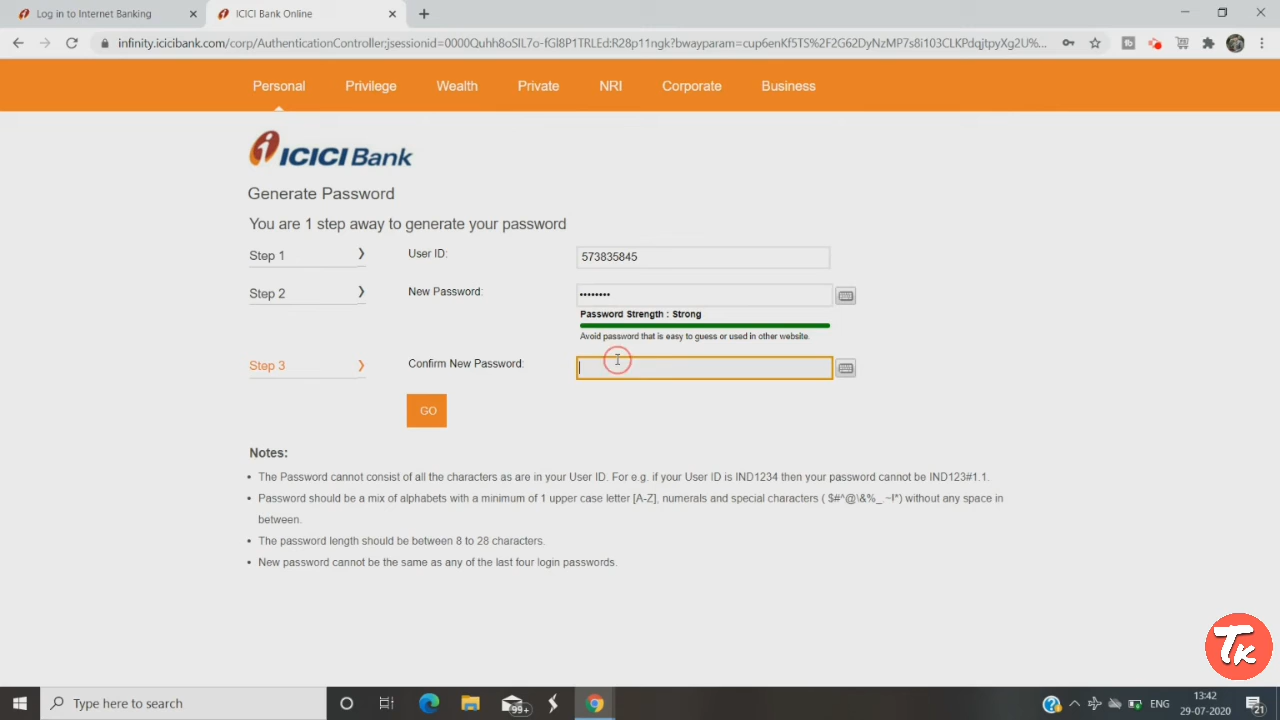 Log in to Internet Banking
ICICI Bank Online
infinity.icicibank.com/corp/AuthenticationController;jsessionid=0000Quhh8oSIL7o-fGl8P1TRLEd:R28p11ngk?bwayparam=cup6enKf5TS%2F2G62DyNzMP7s8i103CLKPdqjtpyXg2U%...
Personal Privilege Wealth Private NRI Corporate Business
ICICI Bank
Generate Password
You are 1 step away to generate your password
Step 1 User ID: 573835845
Step 2 New Password: ••••••••
Password Strength : Strong
Avoid password that is easy to guess or used in other website.
Step 3 Confirm New Password:
GO
Notes:
• The Password cannot consist of all the characters as are in your User ID. For e.g. if your User ID is IND1234 then your password cannot be IND123#1.1.
• Password should be a mix of alphabets with a minimum of 1 upper case letter [A-Z], numerals and special characters ( $#^@\&%_ ~!*) without any space in
between.
• The password length should be between 8 to 28 characters.
• New password cannot be the same as any of the last four login passwords.
TK
Type here to search
99+
ENG
13:42
29-07-2020
21